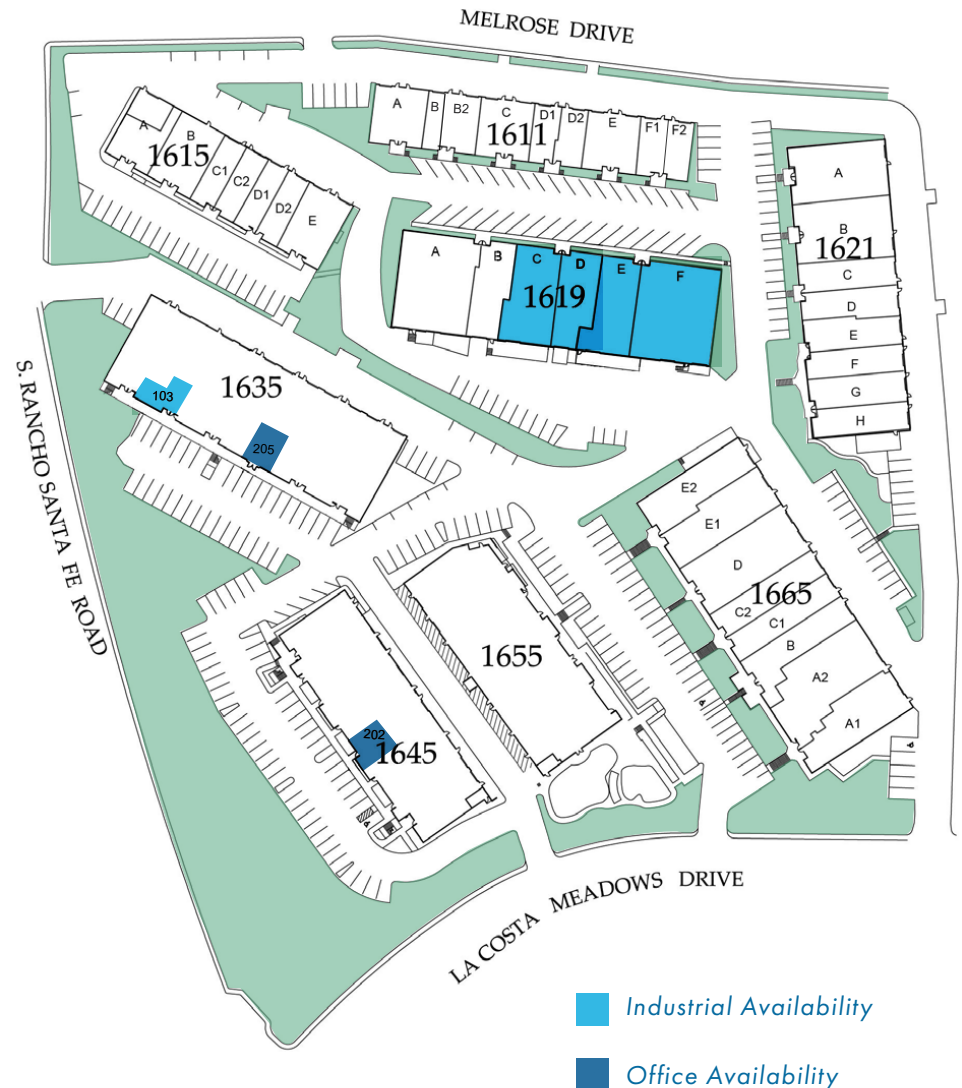 MELROSE DRIVE
A
B
B2
C
D1
D2
E
F1
F2
1611
A
B
C1
C2
D1
D2
E
1615
A
B
C
D
E
F
1619
A
B
C
D
E
F
G
H
1621
S. RANCHO SANTA FE ROAD
103
1635
205
E2
E1
D
C2
C1
B
A2
A1
1665
1655
202
1645
LA COSTA MEADOWS DRIVE
Industrial Availability
Office Availability